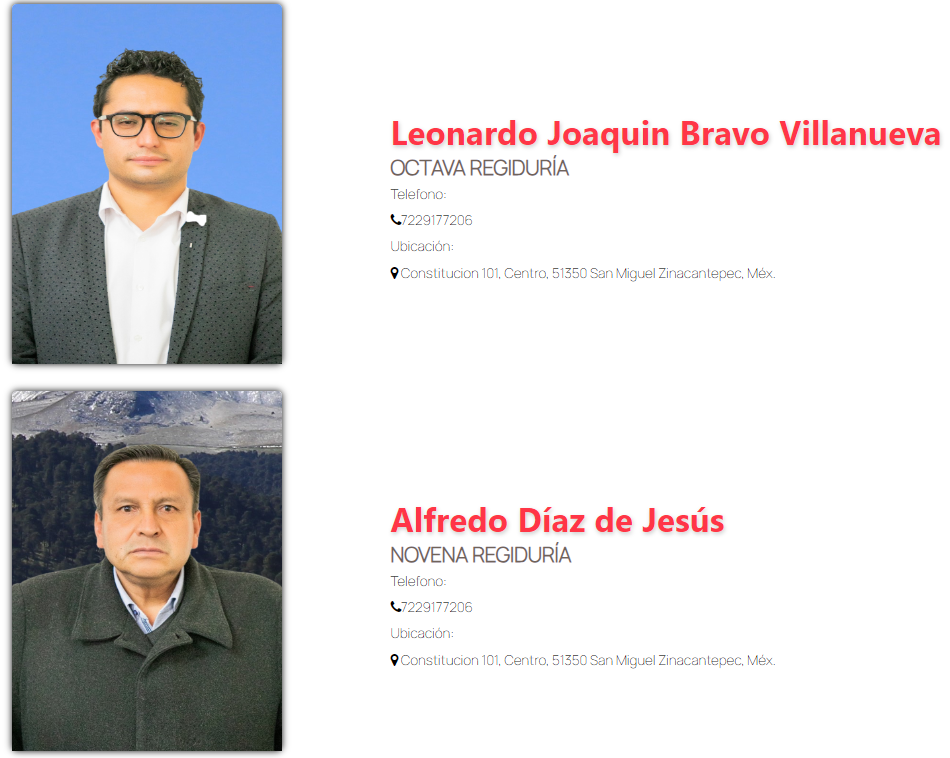 Leonardo Joaquin Bravo Villanueva
OCTAVA REGIDURÍA
Telefono:
7229177206
Ubicación:
Constitucion 101, Centro, 51350 San Miguel Zinacantepec, Méx.
Alfredo Díaz de Jesús
NOVENA REGIDURÍA
Telefono:
7229177206
Ubicación:
Constitucion 101, Centro, 51350 San Miguel Zinacantepec, Méx.